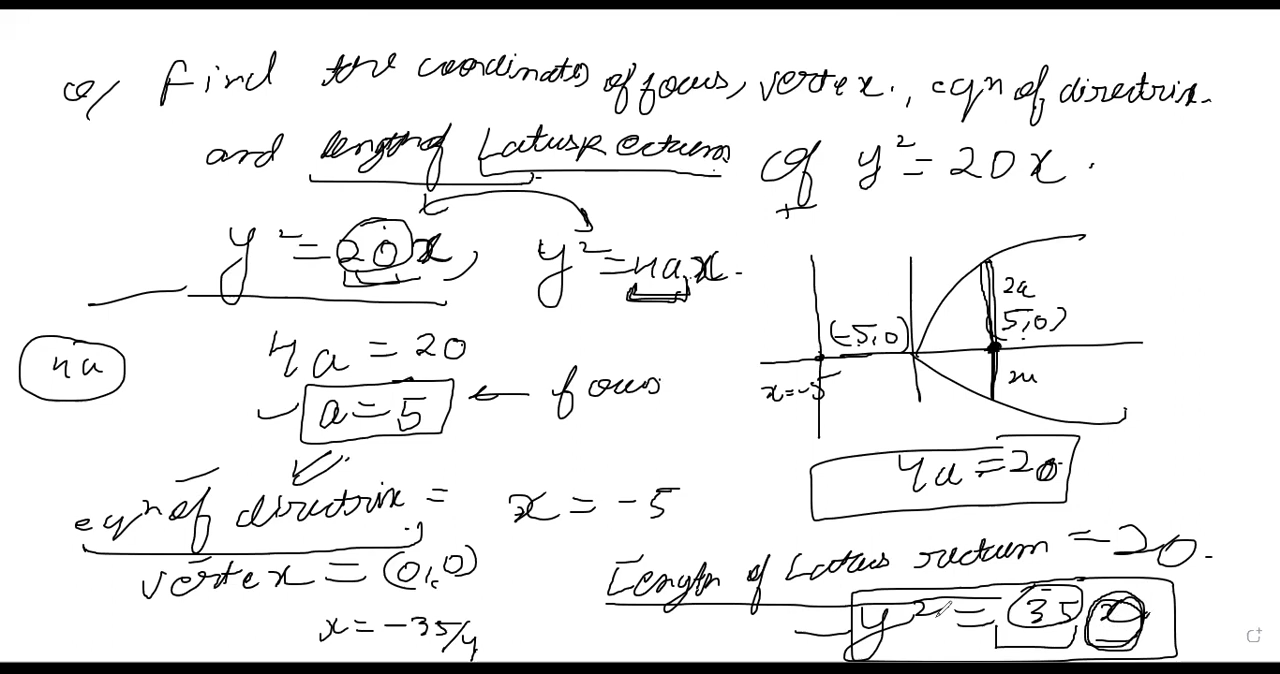 Q/ Find the coordinates of focus, vertex., eqn of directrix.
and length of Latus Rectum of y² = 20x.
y² = 20x, y² = 4ax.
4a
4a = 20
a = 5 ← focus
2a
(-5,0) (5,0)
x = -5
4a = 20
eqn of directrix = x = -5
vertex = (0,0)
Length of Latus rectum = 20.
x = -35/4
y² = 35x